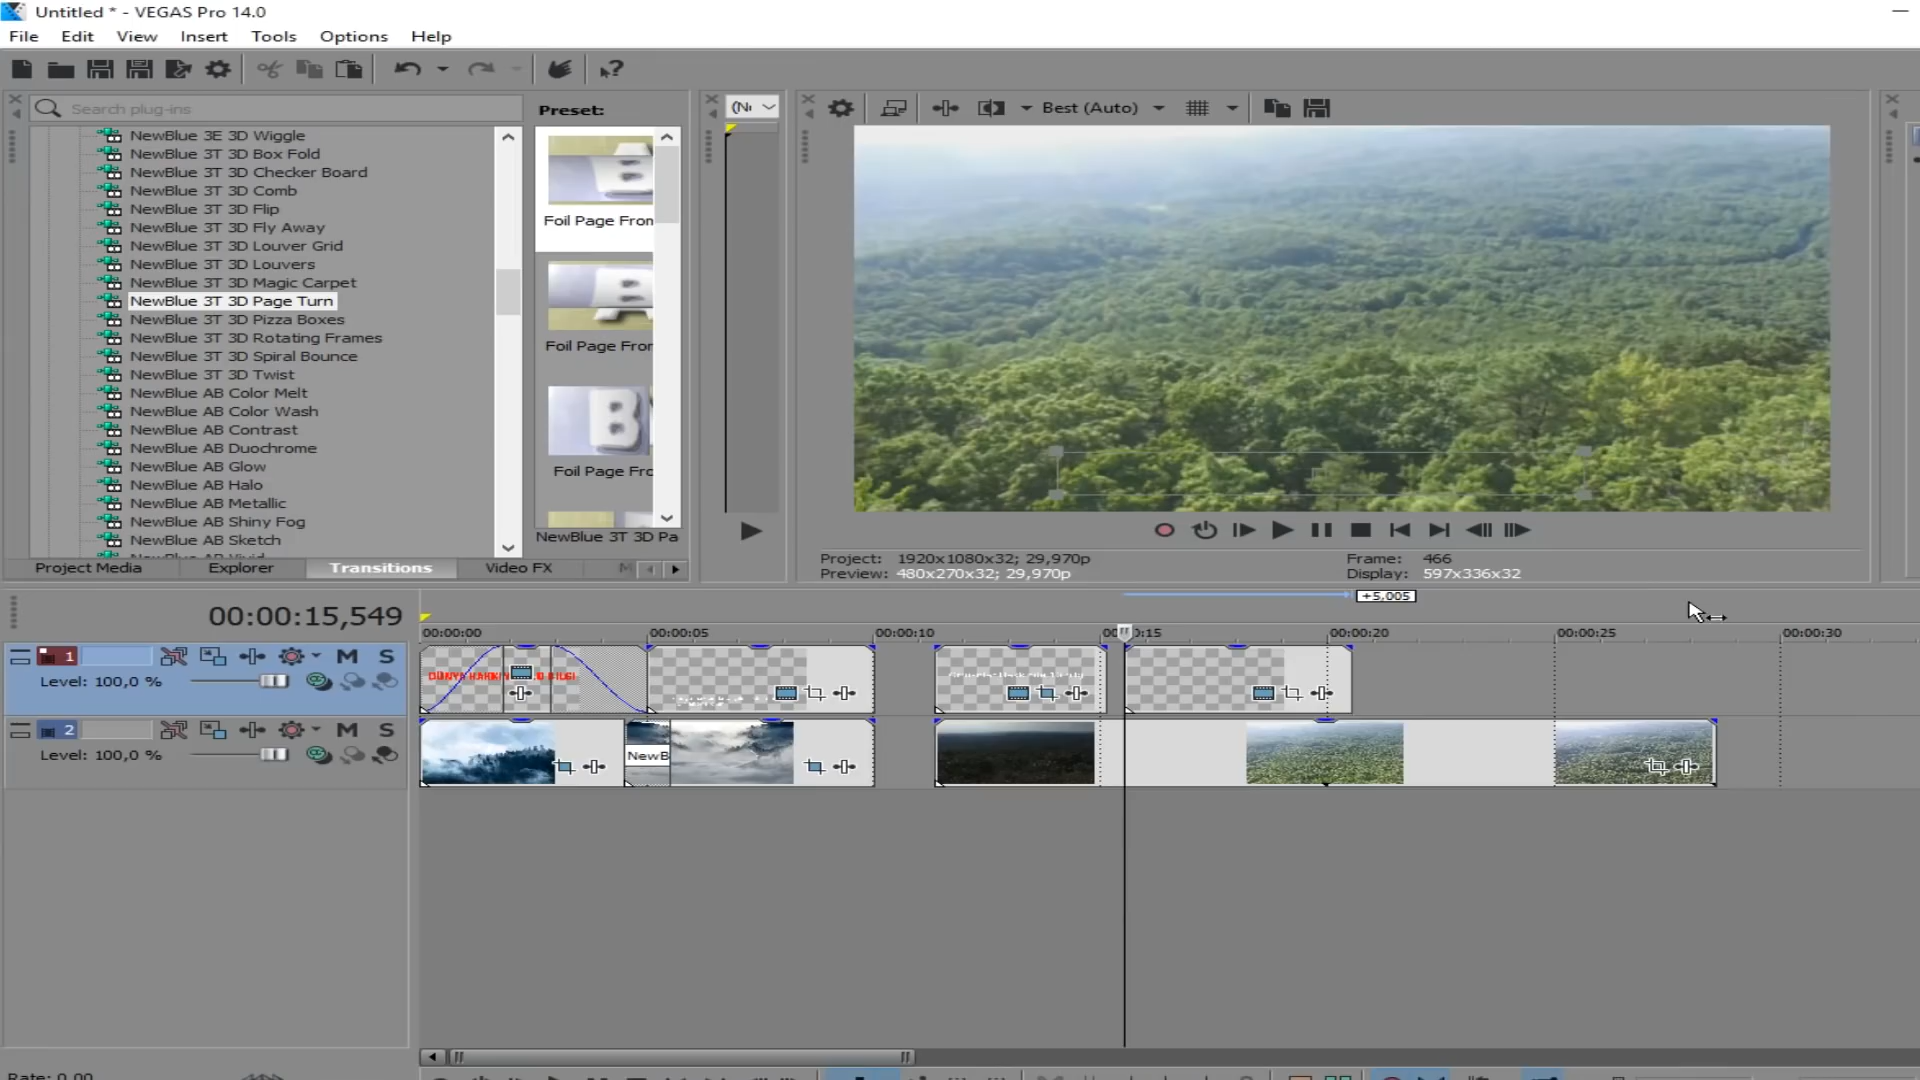 Untitled * - VEGAS Pro 14.0
File Edit View Insert Tools Options Help
Search plug-ins
Preset:
Best (Auto)
NewBlue 3E 3D Wiggle
NewBlue 3T 3D Box Fold
NewBlue 3T 3D Checker Board
NewBlue 3T 3D Comb
NewBlue 3T 3D Flip
NewBlue 3T 3D Fly Away
NewBlue 3T 3D Louver Grid
NewBlue 3T 3D Louvers
NewBlue 3T 3D Magic Carpet
NewBlue 3T 3D Page Turn
NewBlue 3T 3D Pizza Boxes
NewBlue 3T 3D Rotating Frames
NewBlue 3T 3D Spiral Bounce
NewBlue 3T 3D Twist
NewBlue AB Color Melt
NewBlue AB Color Wash
NewBlue AB Contrast
NewBlue AB Duochrome
NewBlue AB Glow
NewBlue AB Halo
NewBlue AB Metallic
NewBlue AB Shiny Fog
NewBlue AB Sketch
NewBlue AB Vivid
Foil Page Fron
Foil Page Fror
B
Foil Page Frc
NewBlue 3T 3D Pa
Project Media Explorer Transitions Video FX
Project: 1920x1080x32; 29,970p
Preview: 480x270x32; 29,970p
Frame: 466
Display: 597x336x32
+5,005
00:00:15,549
00:00:00 00:00:05 00:00:10 00:00:15 00:00:20 00:00:25 00:00:30
1 M S
Level: 100,0 %
2 M S
Level: 100,0 %
NewB
Rate: 0,00